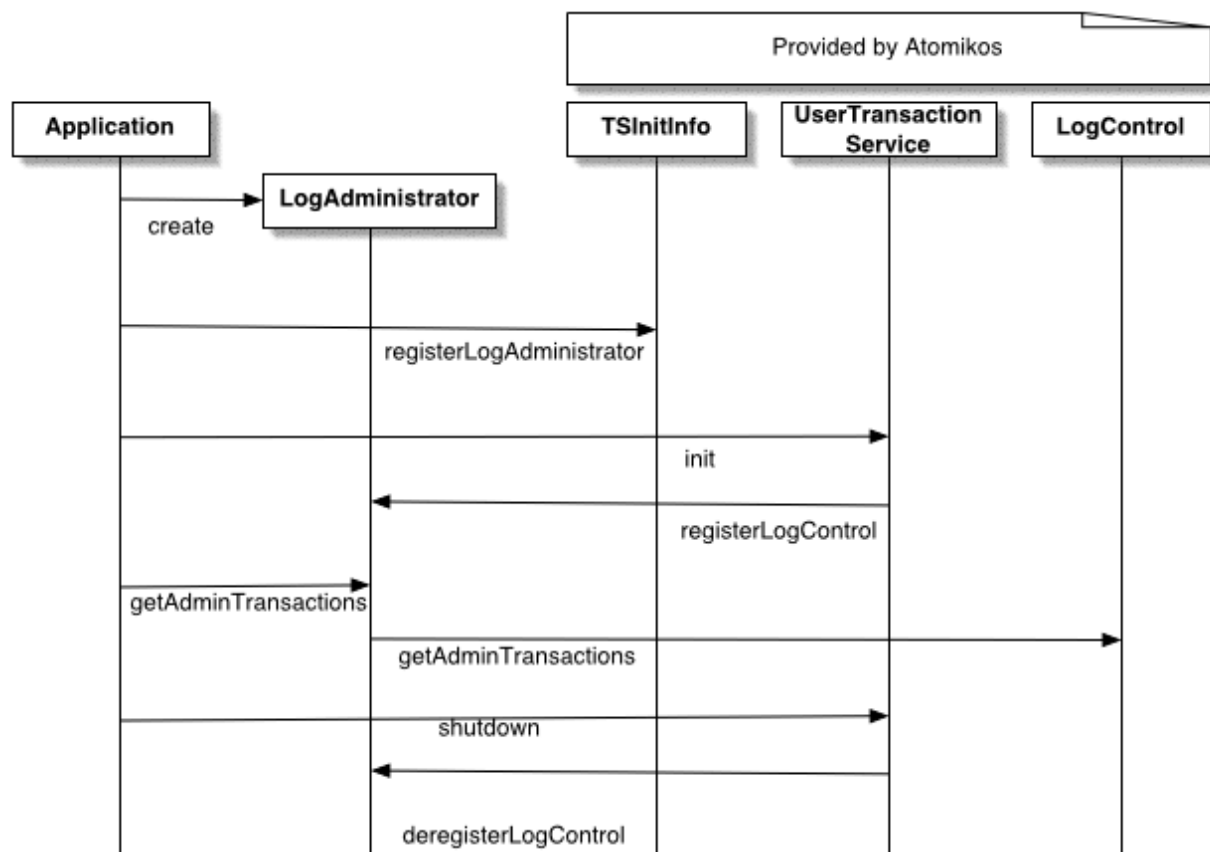 Provided by Atomikos
Application
TSInitInfo
UserTransaction
Service
LogControl
LogAdministrator
create
registerLogAdministrator
init
registerLogControl
getAdminTransactions
getAdminTransactions
shutdown
deregisterLogControl